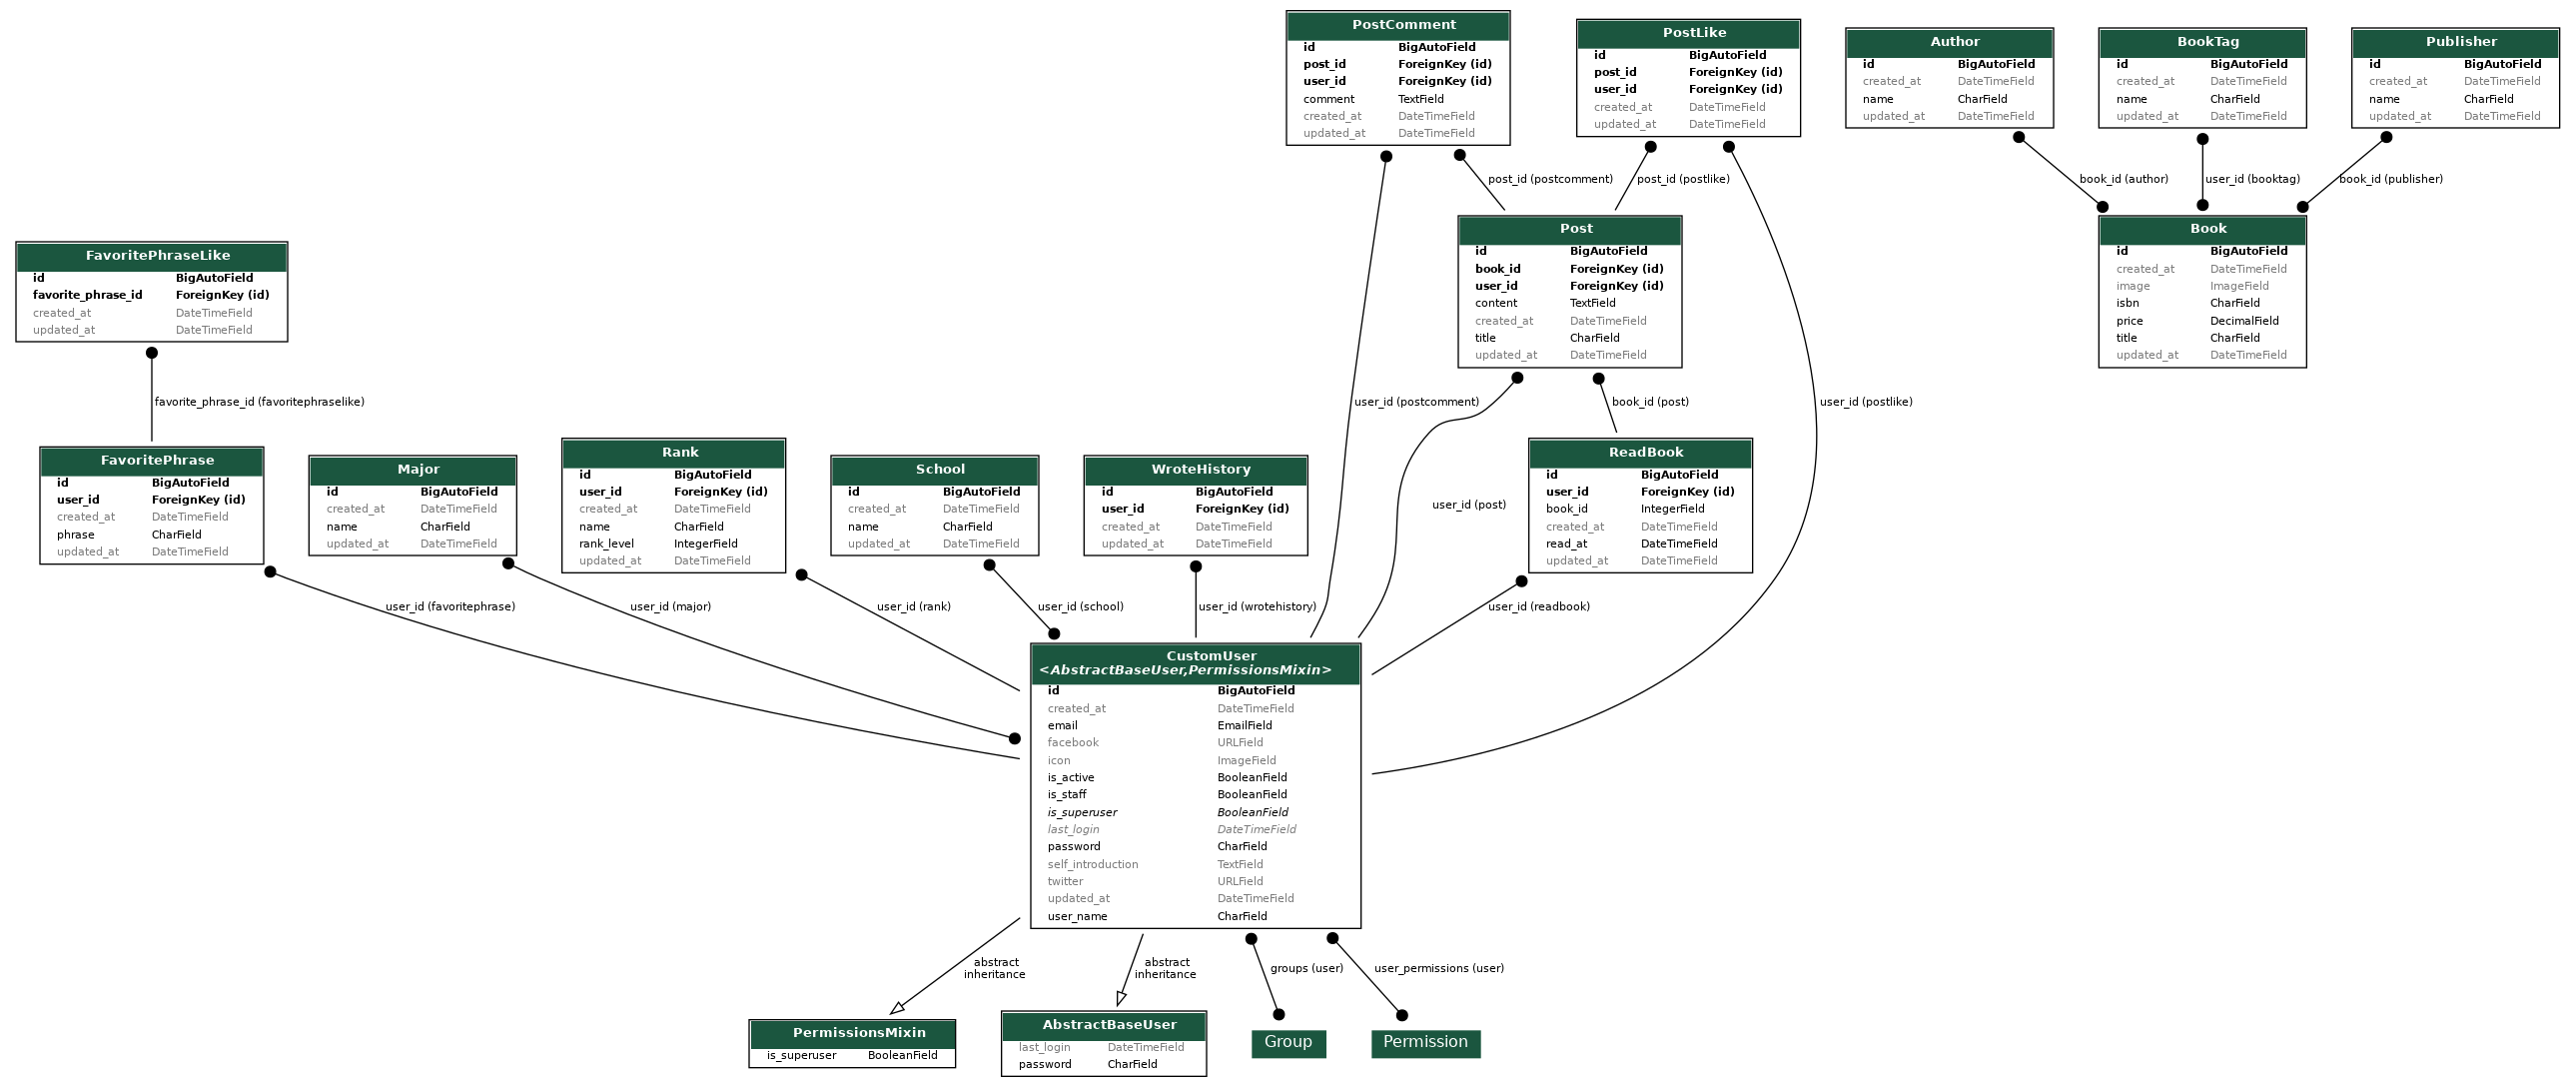 PostComment
id BigAutoField
post_id ForeignKey (id)
user_id ForeignKey (id)
comment TextField
created_at DateTimeField
updated_at DateTimeField
PostLike
id BigAutoField
post_id ForeignKey (id)
user_id ForeignKey (id)
created_at DateTimeField
updated_at DateTimeField
Author
id BigAutoField
created_at DateTimeField
name CharField
updated_at DateTimeField
BookTag
id BigAutoField
created_at DateTimeField
name CharField
updated_at DateTimeField
Publisher
id BigAutoField
created_at DateTimeField
name CharField
updated_at DateTimeField
post_id (postcomment)
post_id (postlike)
book_id (author)
user_id (booktag)
book_id (publisher)
Post
id BigAutoField
book_id ForeignKey (id)
user_id ForeignKey (id)
content TextField
created_at DateTimeField
title CharField
updated_at DateTimeField
Book
id BigAutoField
created_at DateTimeField
image ImageField
isbn CharField
price DecimalField
title CharField
updated_at DateTimeField
FavoritePhraseLike
id BigAutoField
favorite_phrase_id ForeignKey (id)
created_at DateTimeField
updated_at DateTimeField
favorite_phrase_id (favoritephraselike)
user_id (postcomment)
book_id (post)
user_id (postlike)
FavoritePhrase
id BigAutoField
user_id ForeignKey (id)
created_at DateTimeField
phrase CharField
updated_at DateTimeField
Major
id BigAutoField
created_at DateTimeField
name CharField
updated_at DateTimeField
Rank
id BigAutoField
user_id ForeignKey (id)
created_at DateTimeField
name CharField
rank_level IntegerField
updated_at DateTimeField
School
id BigAutoField
created_at DateTimeField
name CharField
updated_at DateTimeField
WroteHistory
id BigAutoField
user_id ForeignKey (id)
created_at DateTimeField
updated_at DateTimeField
user_id (post)
ReadBook
id BigAutoField
user_id ForeignKey (id)
book_id IntegerField
created_at DateTimeField
read_at DateTimeField
updated_at DateTimeField
user_id (favoritephrase)
user_id (major)
user_id (rank)
user_id (school)
user_id (wrotehistory)
user_id (readbook)
CustomUser
<AbstractBaseUser,PermissionsMixin>
id BigAutoField
created_at DateTimeField
email EmailField
facebook URLField
icon ImageField
is_active BooleanField
is_staff BooleanField
is_superuser BooleanField
last_login DateTimeField
password CharField
self_introduction TextField
twitter URLField
updated_at DateTimeField
user_name CharField
abstract
inheritance
abstract
inheritance
groups (user)
user_permissions (user)
PermissionsMixin
is_superuser BooleanField
AbstractBaseUser
last_login DateTimeField
password CharField
Group
Permission